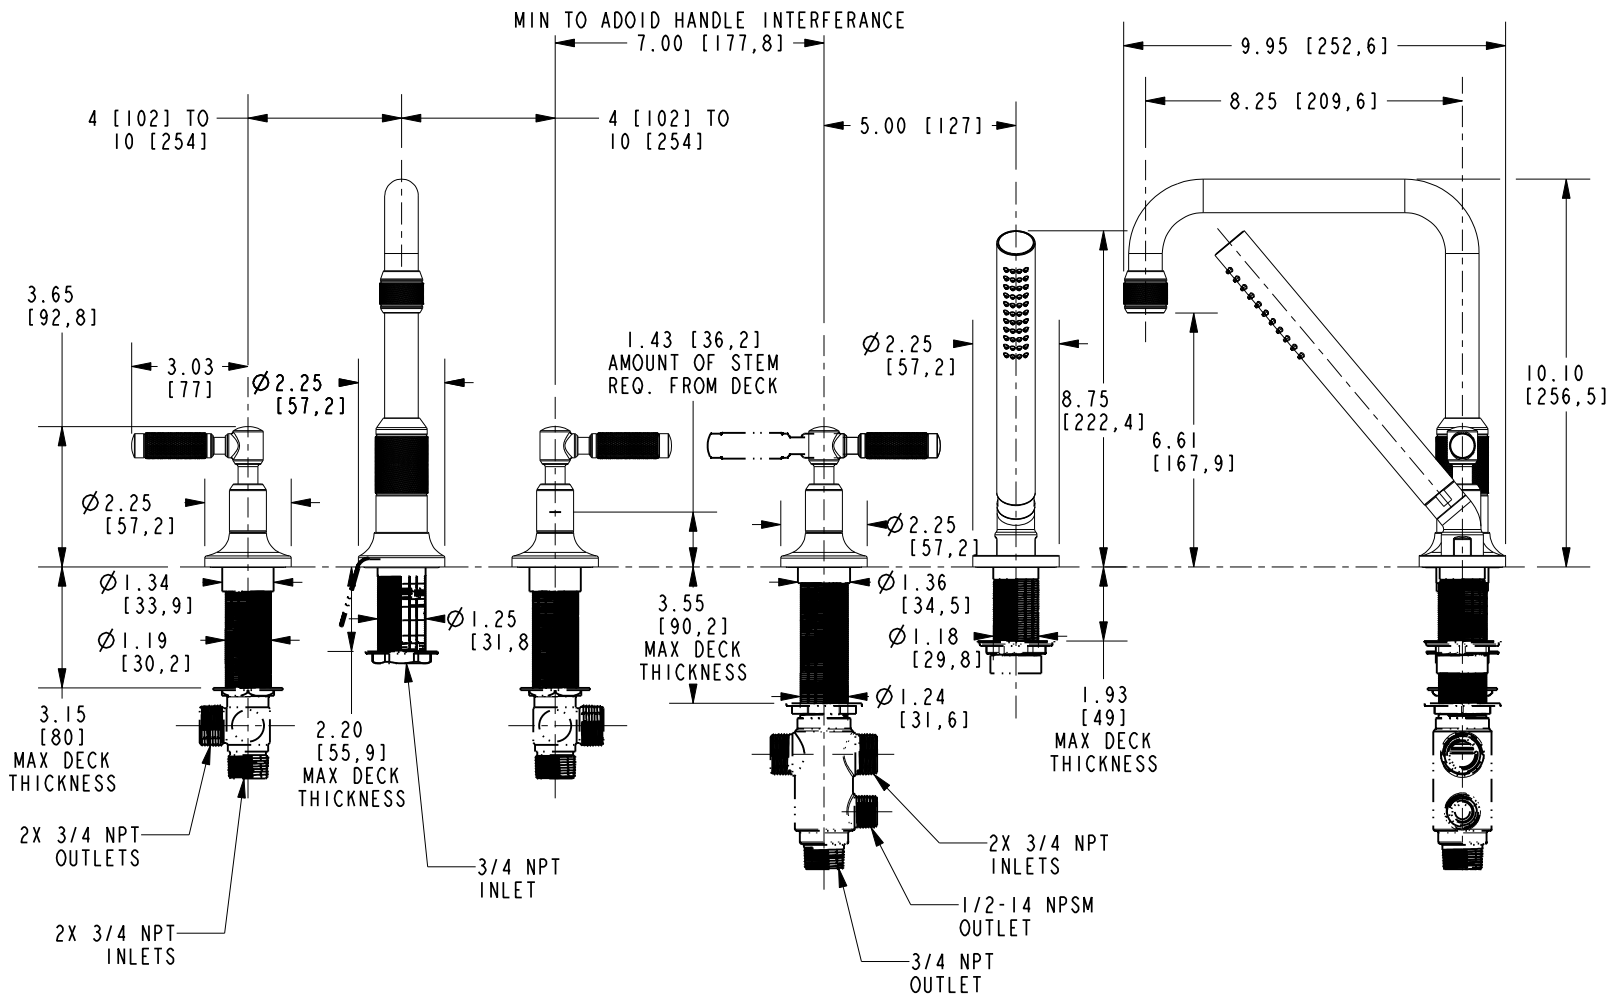 MIN TO ADOID HANDLE INTERFERANCE
7.00 [177,8]
9.95 [252,6]
8.25 [209,6]
4 [102] TO
10 [254]
4 [102] TO
10 [254]
5.00 [127]
3.65
[92,8]
3.03
[77]
Ø2.25
[57,2]
1.43 [36,2]
AMOUNT OF STEM
REQ. FROM DECK
Ø2.25
[57,2]
8.75
[222,4]
10.10
[256,5]
6.61
[167,9]
Ø2.25
[57,2]
Ø2.25
[57,2]
Ø1.34
[33,9]
Ø1.19
[30,2]
Ø1.25
[31,8
3.55
[90,2]
MAX DECK
THICKNESS
Ø1.36
[34,5]
Ø1.18
[29,8]
Ø1.24
[31,6]
3.15
[80]
MAX DECK
THICKNESS
2.20
[55,9]
MAX DECK
THICKNESS
1.93
[49]
MAX DECK
THICKNESS
2X 3/4 NPT
OUTLETS
3/4 NPT
INLET
2X 3/4 NPT
INLETS
1/2-14 NPSM
OUTLET
2X 3/4 NPT
INLETS
3/4 NPT
OUTLET